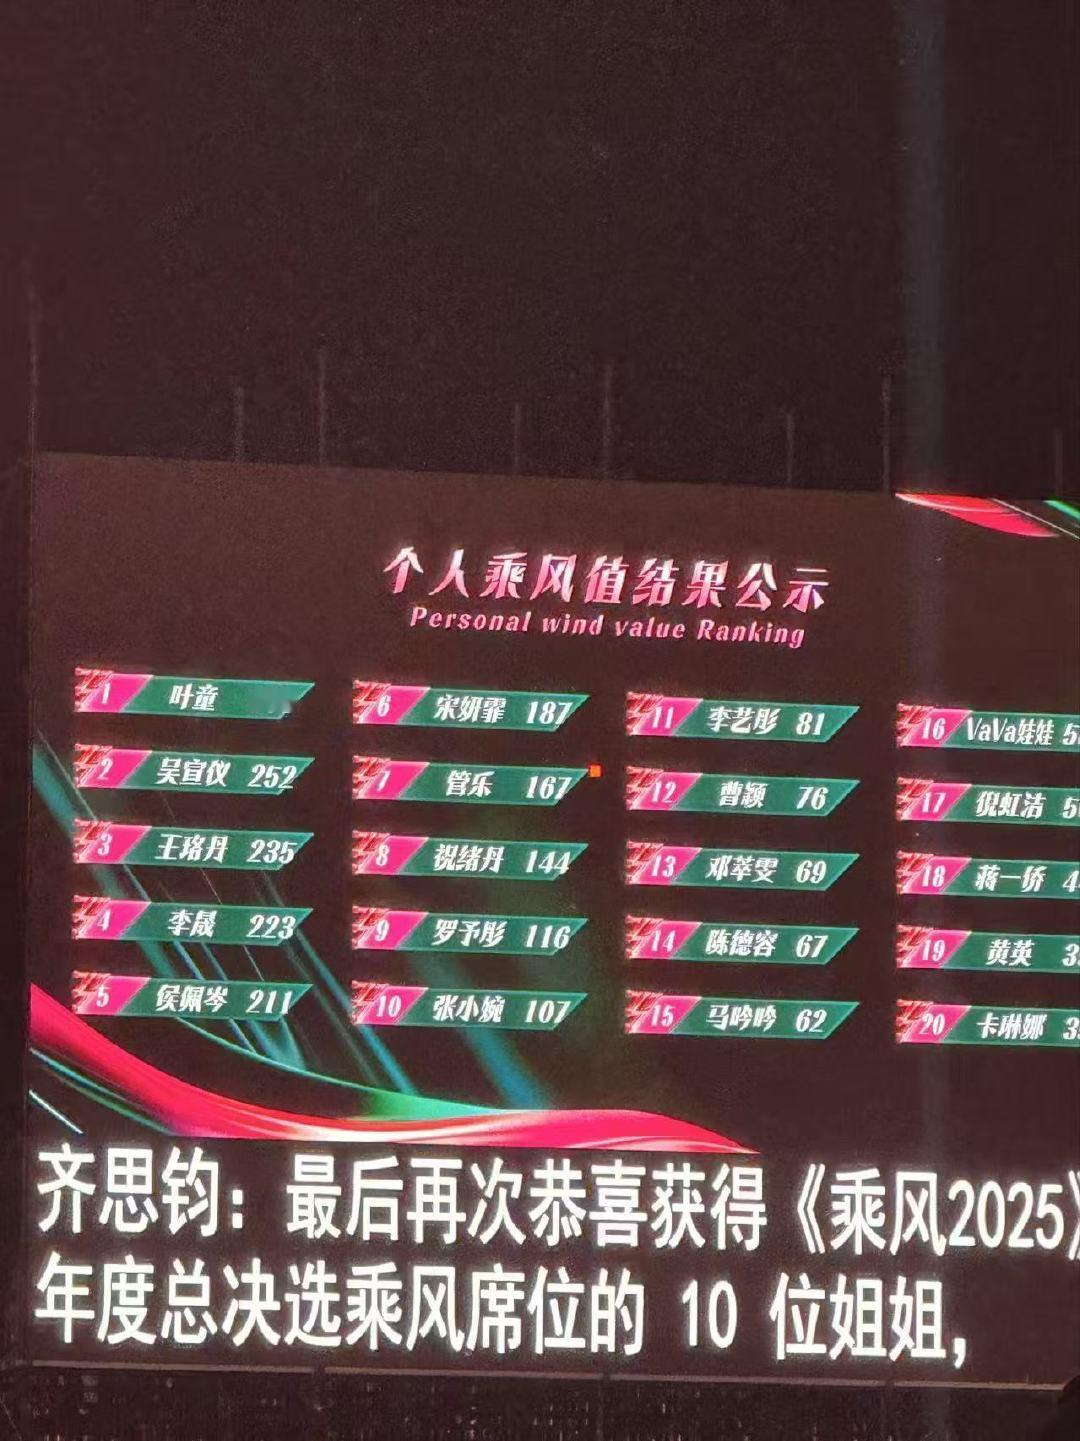 个人乘风值结果公示
Personal wind value Ranking
1 叶童
2 吴宣仪 252
3 王珞丹 235
4 李晟 223
5 侯佩岑 211
6 宋妍霏 187
7 管乐 167
8 祝绪丹 144
9 罗予彤 116
10 张小婉 107
11 李艺彤 81
12 曹颖 76
13 邓萃雯 69
14 陈德容 67
15 马吟吟 62
16 VaVa娃娃
17 倪虹洁
18 蒋一侨
19 黄英
20 卡琳娜
齐思钧：最后再次恭喜获得《乘风2025》
年度总决选乘风席位的 10 位姐姐，